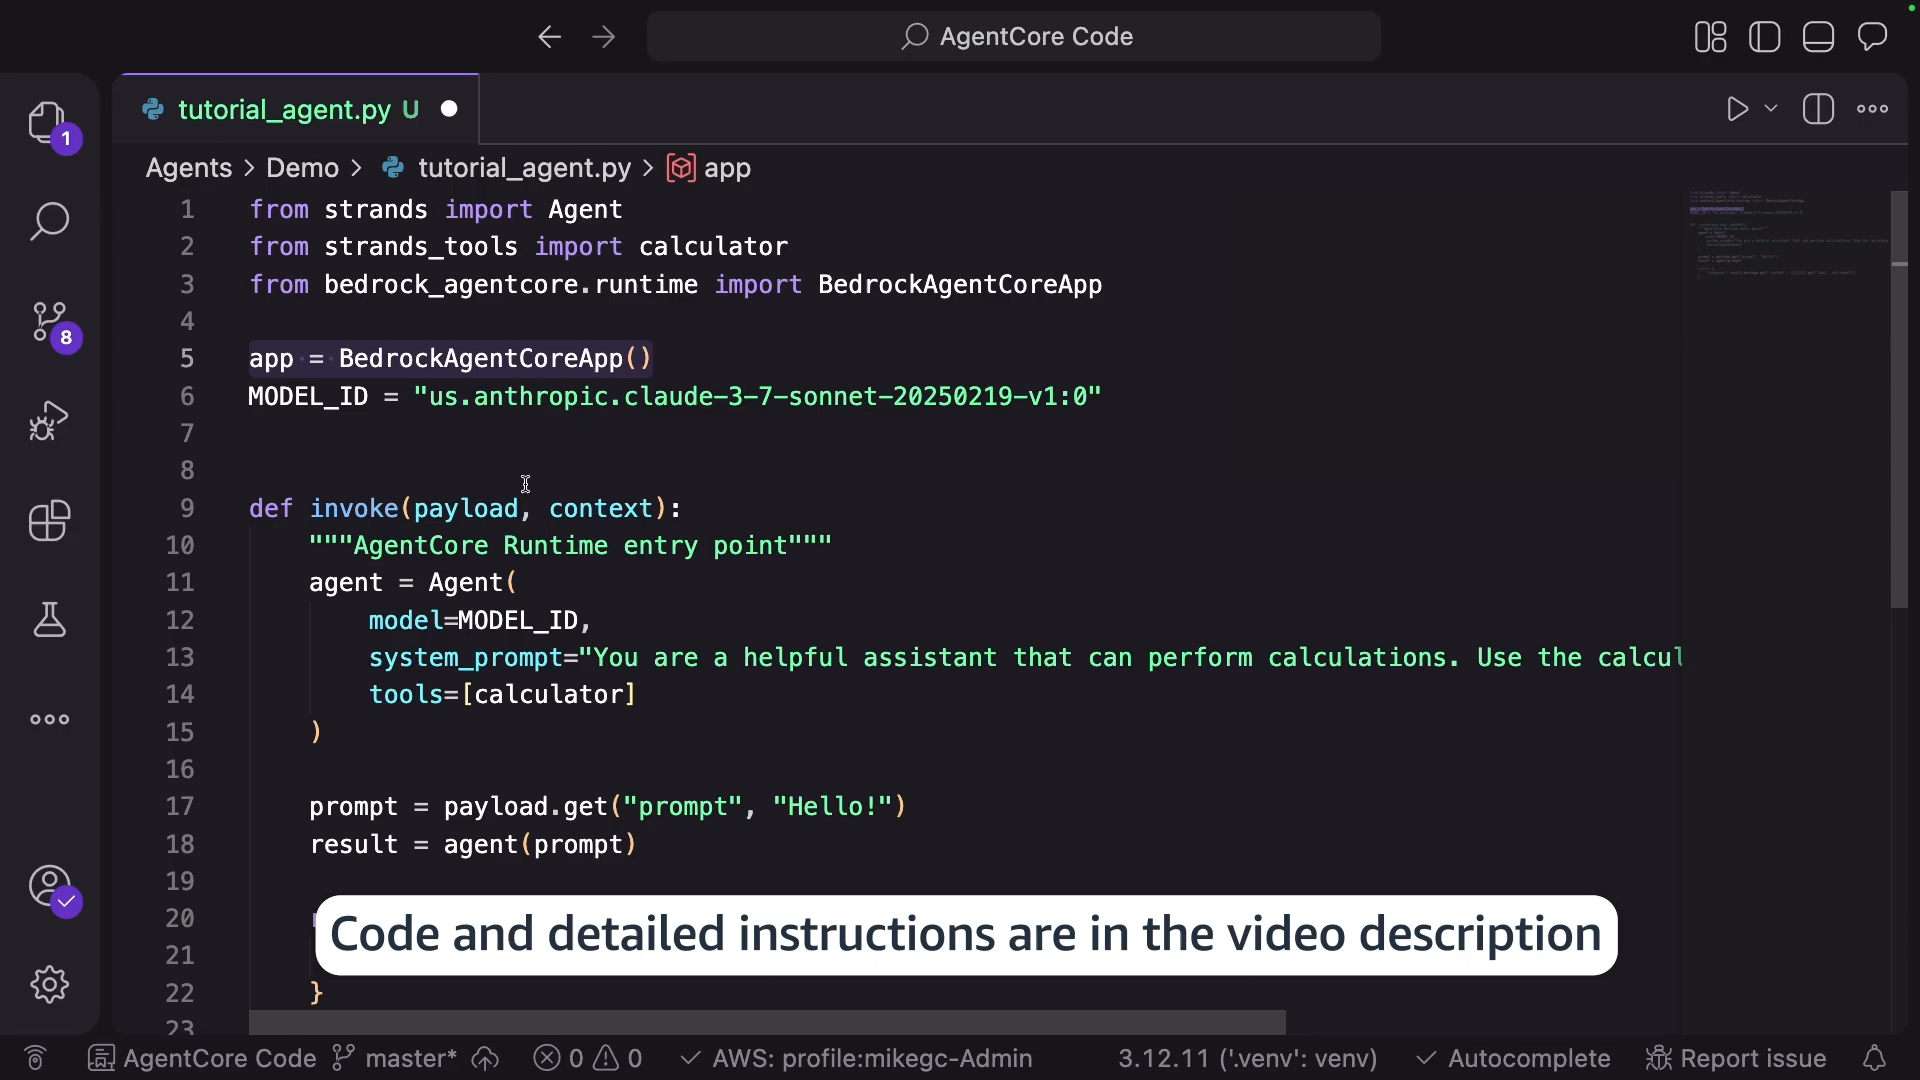 AgentCore Code
tutorial_agent.py U
Agents > Demo > tutorial_agent.py > app
1
1 from strands import Agent
2 from strands_tools import calculator
3 from bedrock_agentcore.runtime import BedrockAgentCoreApp
4
8
5 app = BedrockAgentCoreApp()
6 MODEL_ID = "us.anthropic.claude-3-7-sonnet-20250219-v1:0"
7
8
9 def invoke(payload, context):
10 """AgentCore Runtime entry point"""
11 agent = Agent(
12 model=MODEL_ID,
13 system_prompt="You are a helpful assistant that can perform calculations. Use the calcul
14 tools=[calculator]
15 )
16
17 prompt = payload.get("prompt", "Hello!")
18 result = agent(prompt)
19
20
Code and detailed instructions are in the video description
21
22 }
23
AgentCore Code master* 0 0 AWS: profile:mikegc-Admin 3.12.11 ('.venv': venv) Autocomplete Report issue